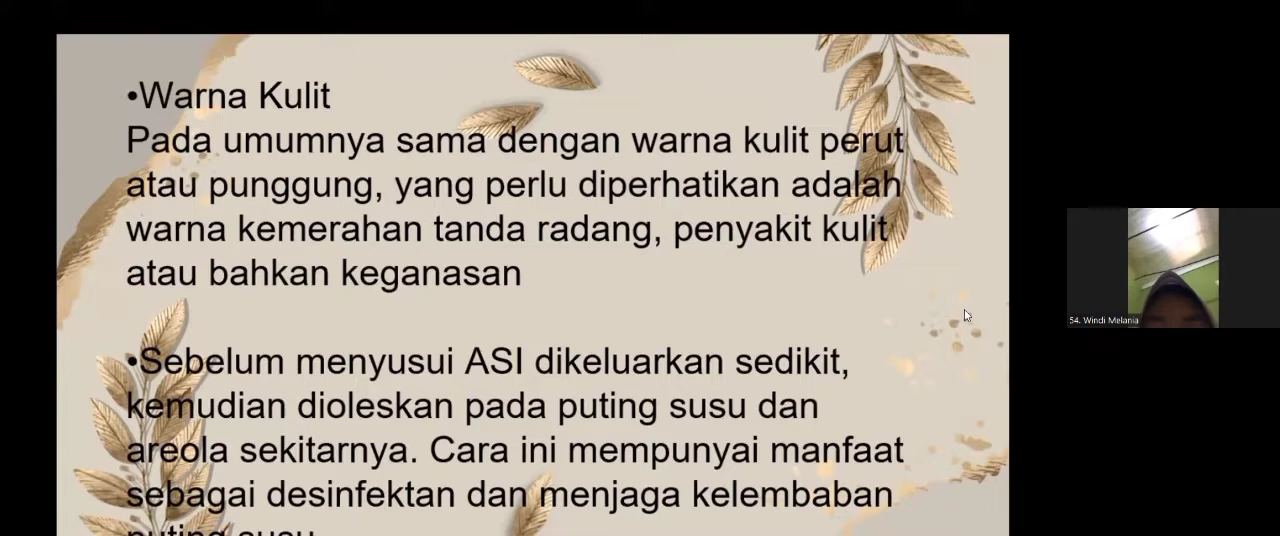 •Warna Kulit
Pada umumnya sama dengan warna kulit perut
atau punggung, yang perlu diperhatikan adalah
warna kemerahan tanda radang, penyakit kulit
atau bahkan keganasan
•Sebelum menyusui ASI dikeluarkan sedikit,
kemudian dioleskan pada puting susu dan
areola sekitarnya. Cara ini mempunyai manfaat
sebagai desinfektan dan menjaga kelembaban
puting susu
54. Windi Melania